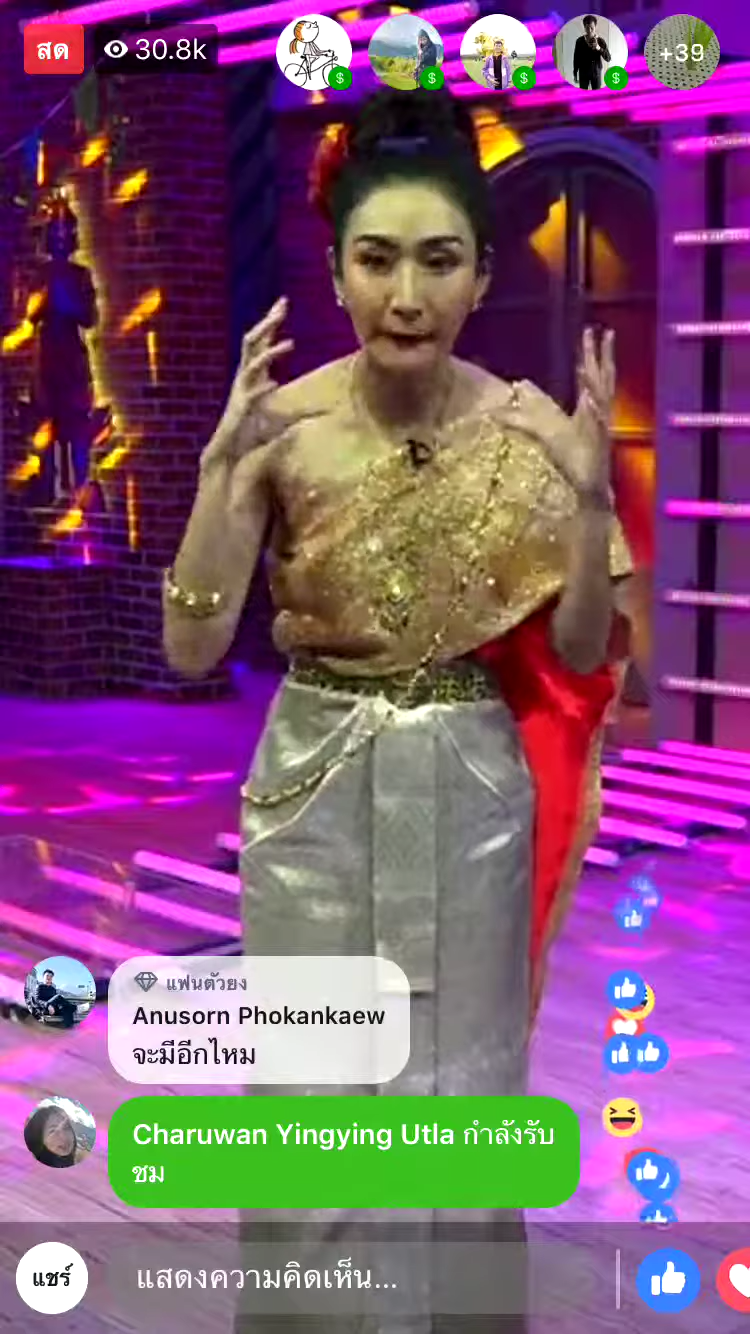 สด
30.8k
+39
แฟนตัวยง
Anusorn Phokankaew
จะมีอีกไหม
Charuwan Yingying Utla กำลังรับ
ชม
แชร์
แสดงความคิดเห็น...